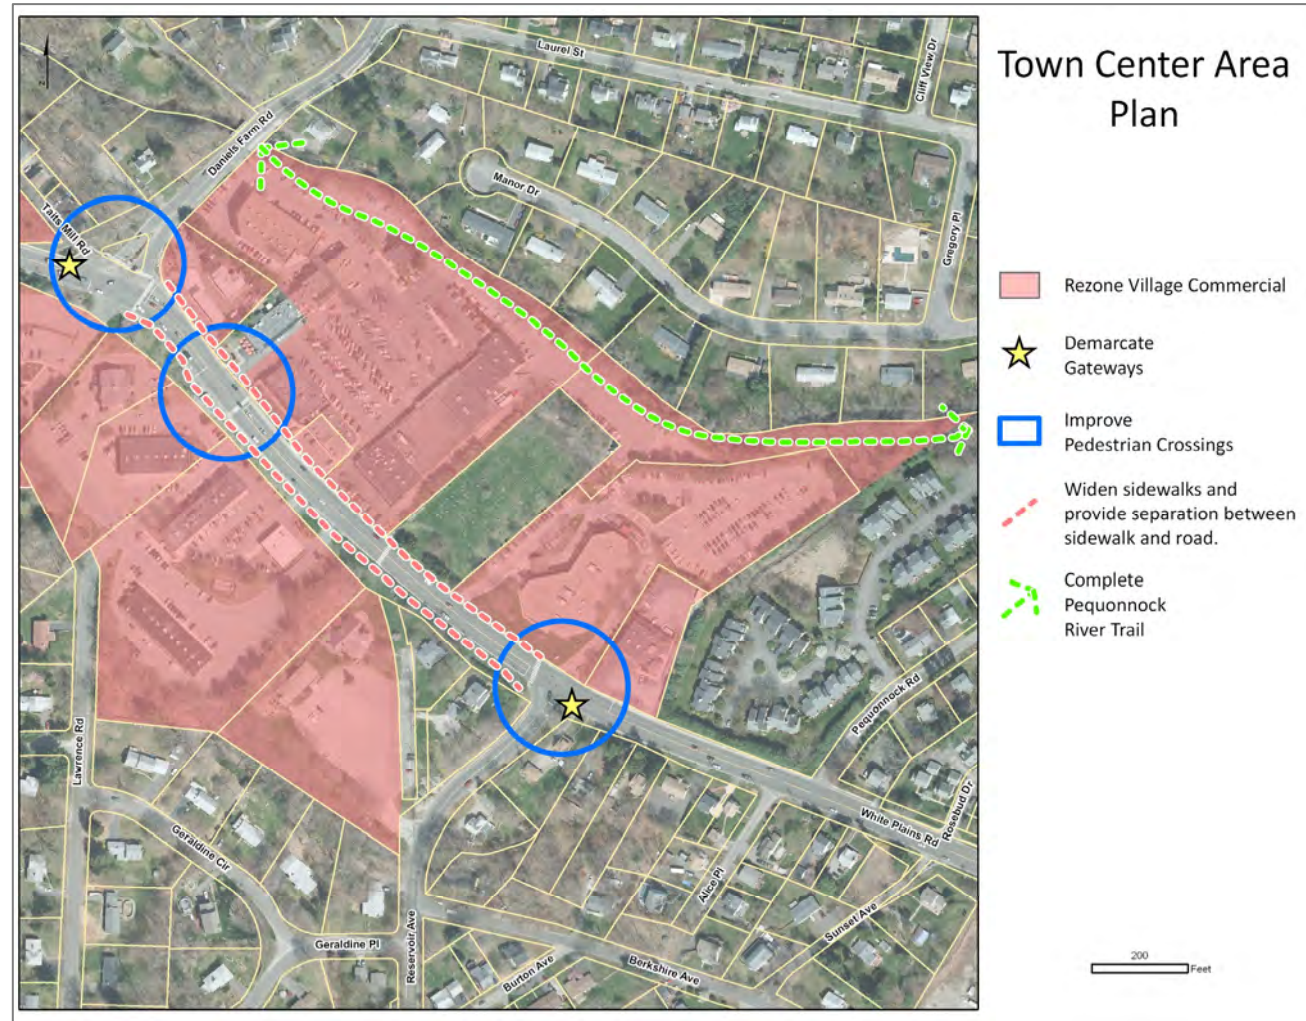 Town Center Area
Plan
Rezone Village Commercial
Demarcate
Gateways
Improve
Pedestrian Crossings
Widen sidewalks and
provide separation between
sidewalk and road.
Complete
Pequonnock
River Trail
200
Feet
Laurel St
Cliff View Dr
Daniels Farm Rd
Manor Dr
Taits Mill Rd
Gregory Pl
Pequonnock Rd
Lawrence Rd
White Plains Rd
Rosebud Dr
Geraldine Cir
Alice Pl
Sunset Ave
Geraldine Pl
Reservoir Ave
Burton Ave
Berkshire Ave